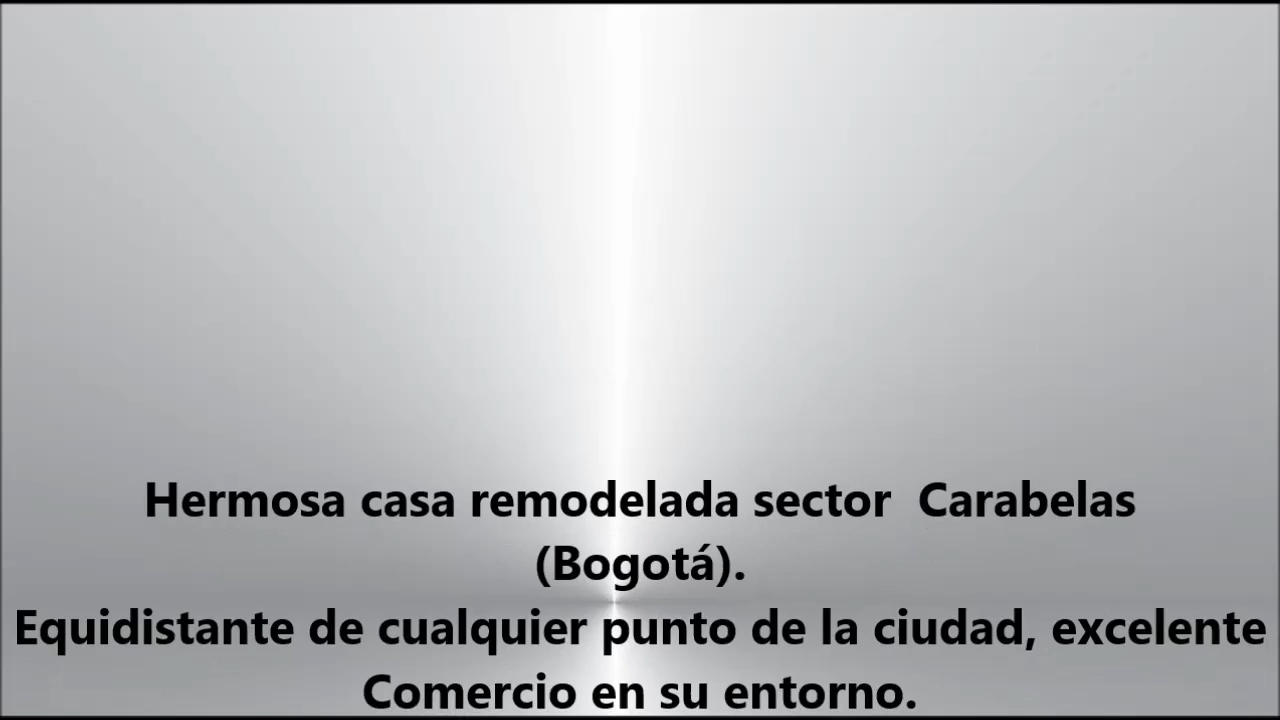 Hermosa casa remodelada sector  Carabelas
(Bogotá).
Equidistante de cualquier punto de la ciudad, excelente
Comercio en su entorno.